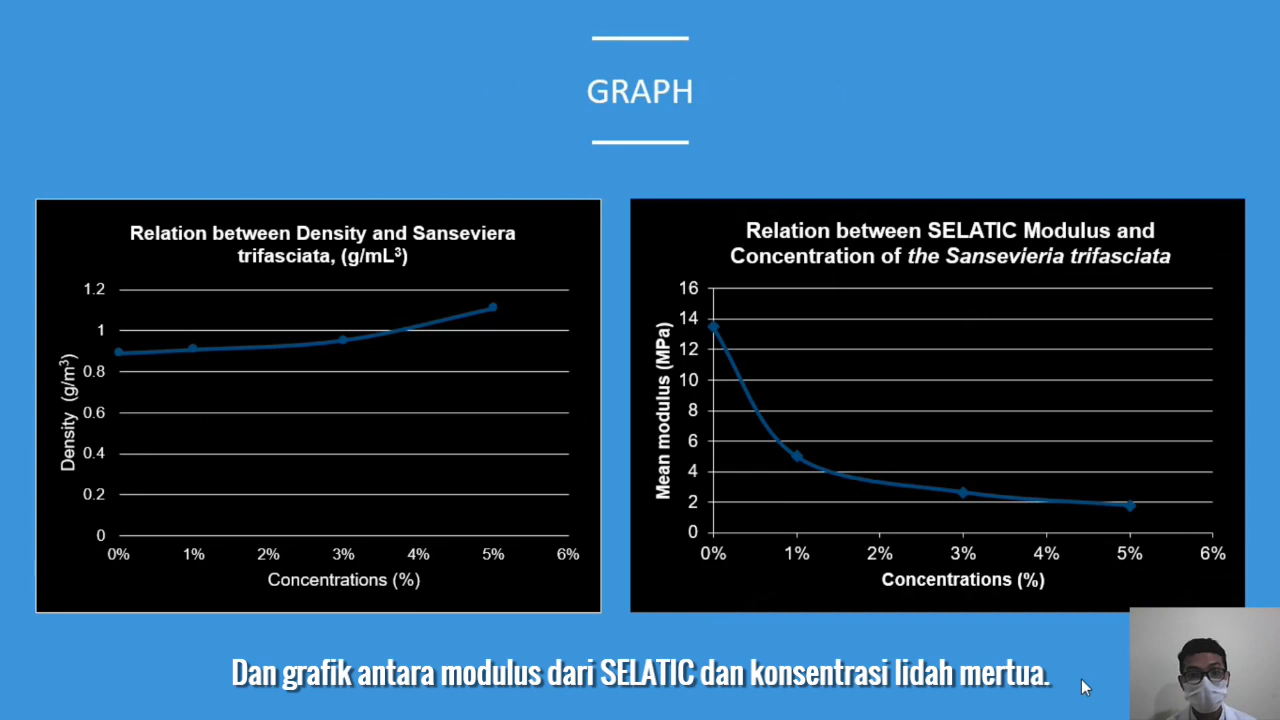 GRAPH
Relation between Density and Sanseviera
trifasciata, (g/mL³)
1.2
1
0.8
0.6
0.4
0.2
0
Density (g/m³)
0% 1% 2% 3% 4% 5% 6%
Concentrations (%)
Relation between SELATIC Modulus and
Concentration of the Sansevieria trifasciata
16
14
12
10
8
6
4
2
0
Mean modulus (MPa)
0% 1% 2% 3% 4% 5% 6%
Concentrations (%)
Dan grafik antara modulus dari SELATIC dan konsentrasi lidah mertua.